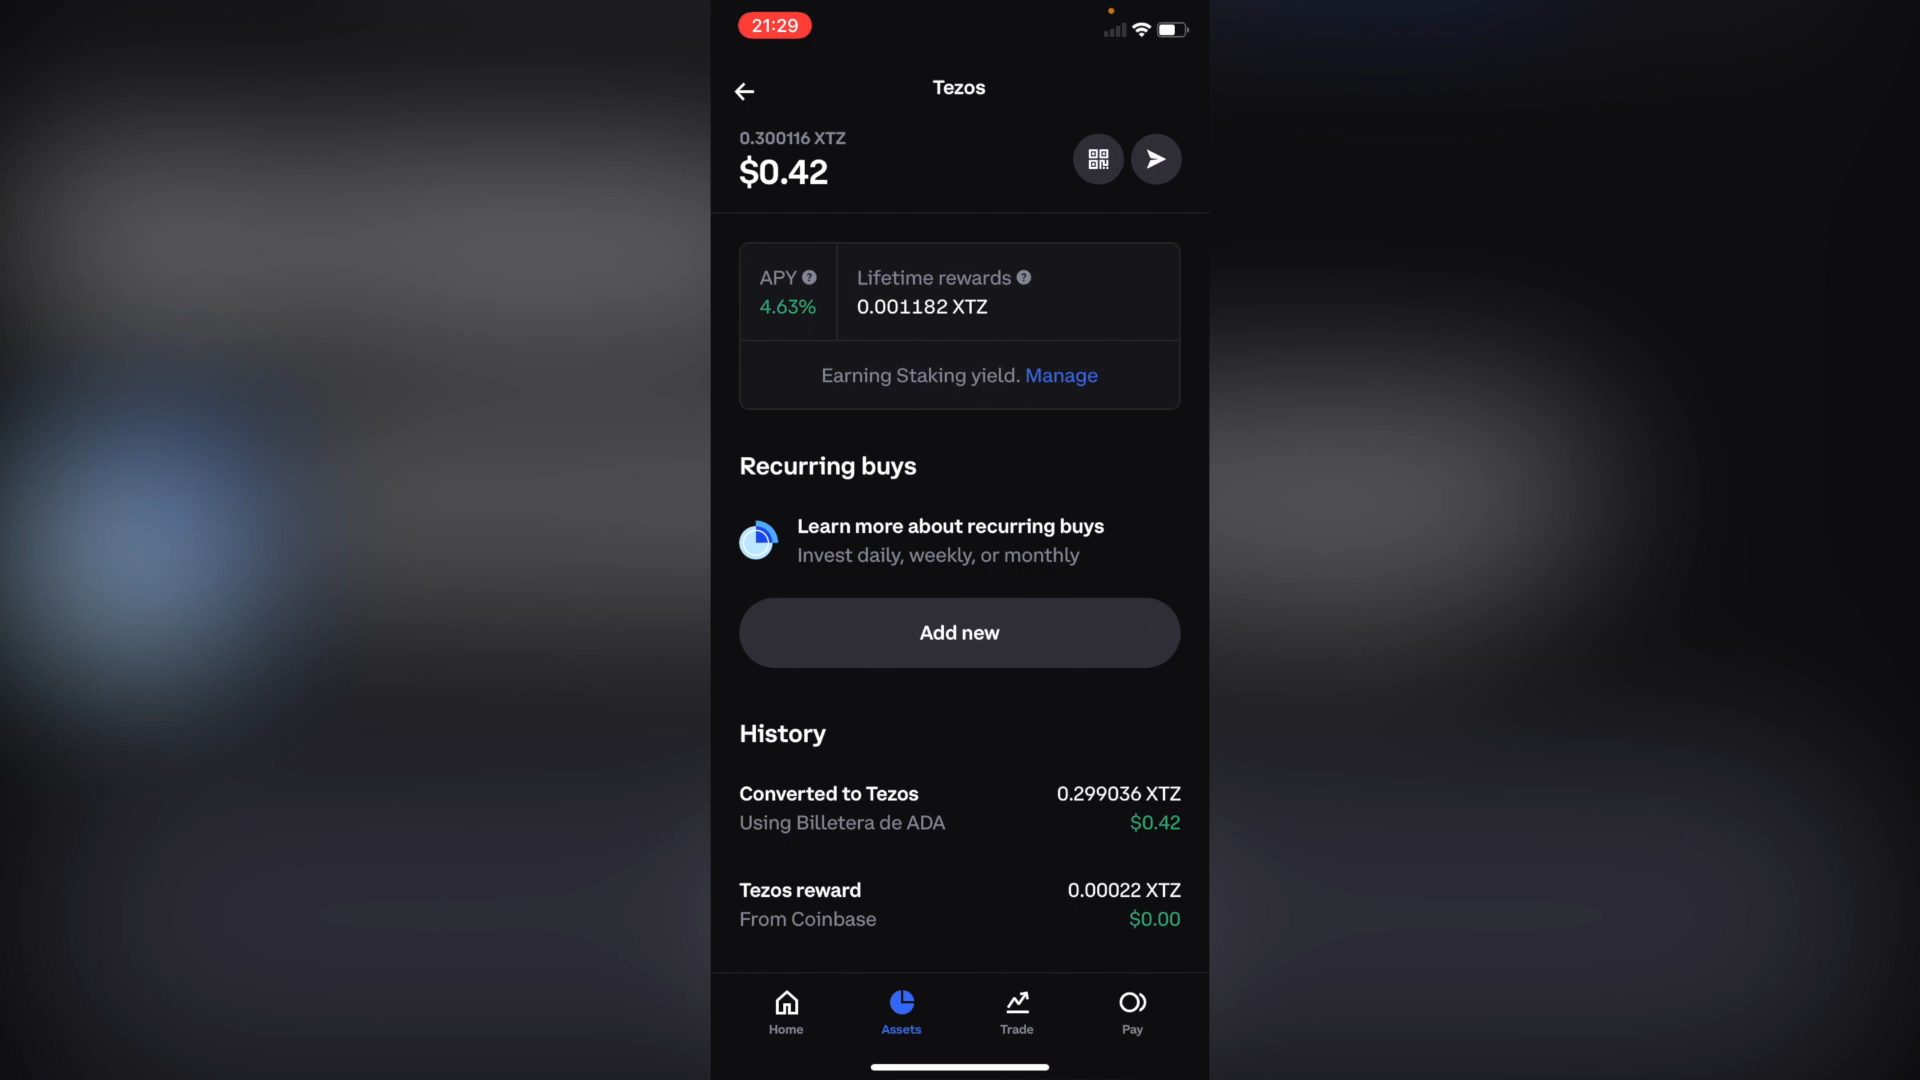 21:29
Tezos
0.300116 XTZ
$0.42
APY ?
Lifetime rewards ?
4.63%
0.001182 XTZ
Earning Staking yield. Manage
Recurring buys
Learn more about recurring buys
Invest daily, weekly, or monthly
Add new
History
Converted to Tezos
0.299036 XTZ
Using Billetera de ADA
$0.42
Tezos reward
0.00022 XTZ
From Coinbase
$0.00
Home
Assets
Trade
Pay